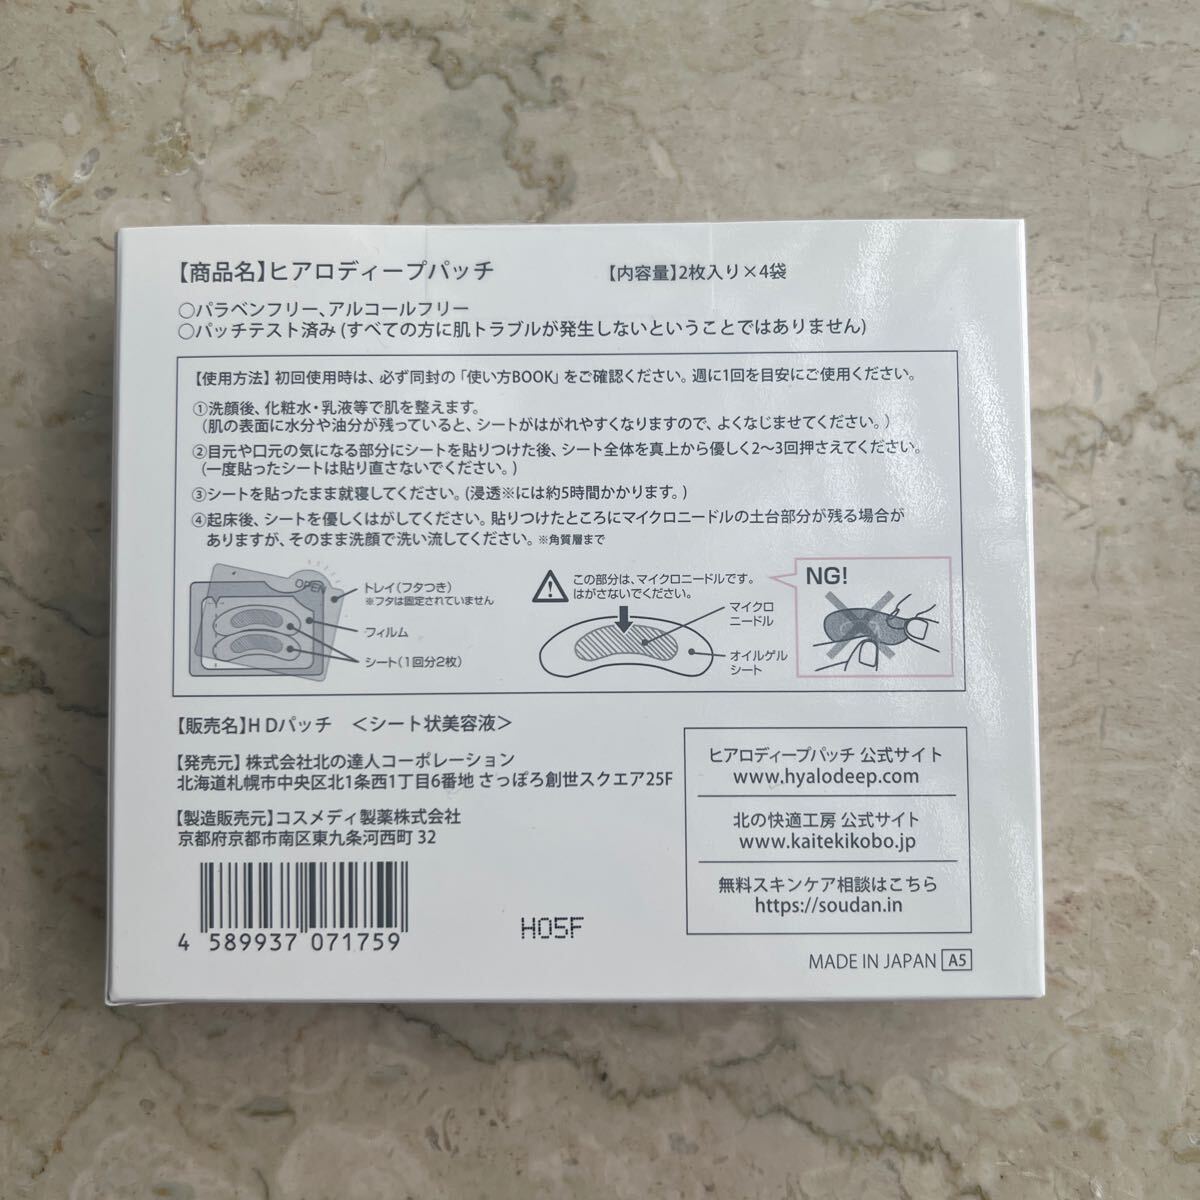 【商品名】ヒアロディープパッチ
【内容量】2枚入り×4袋
○パラベンフリー、アルコールフリー
○パッチテスト済み (すべての方に肌トラブルが発生しないということではありません)
【使用方法】初回使用時は、必ず同封の「使い方BOOK」をご確認ください。週に1回を目安にご使用ください。
①洗顔後、化粧水・乳液等で肌を整えます。
(肌の表面に水分や油分が残っていると、シートがはがれやすくなりますので、よくなじませてください。)
②目元や口元の気になる部分にシートを貼りつけた後、シート全体を真上から優しく2〜3回押さえてください。
(一度貼ったシートは貼り直さないでください。)
③シートを貼ったまま就寝してください。(浸透※には約5時間かかります。)
④起床後、シートを優しくはがしてください。貼りつけたところにマイクロニードルの土台部分が残る場合が
ありますが、そのまま洗顔で洗い流してください。※角質層まで
OPEN
トレイ(フタつき)
※フタは固定されていません
フィルム
シート(1回分2枚)
この部分は、マイクロニードルです。
はがさないでください。
マイクロ
ニードル
オイルゲル
シート
NG!
【販売名】H Dパッチ <シート状美容液>
【発売元】株式会社北の達人コーポレーション
北海道札幌市中央区北1条西1丁目6番地 さっぽろ創世スクエア25F
【製造販売元】コスメディ製薬株式会社
京都府京都市南区東九条河西町 32
ヒアロディープパッチ 公式サイト
www.hyalodeep.com
北の快適工房 公式サイト
www.kaitekikobo.jp
無料スキンケア相談はこちら
https://soudan.in
4 589937 071759
H05F
MADE IN JAPAN A5